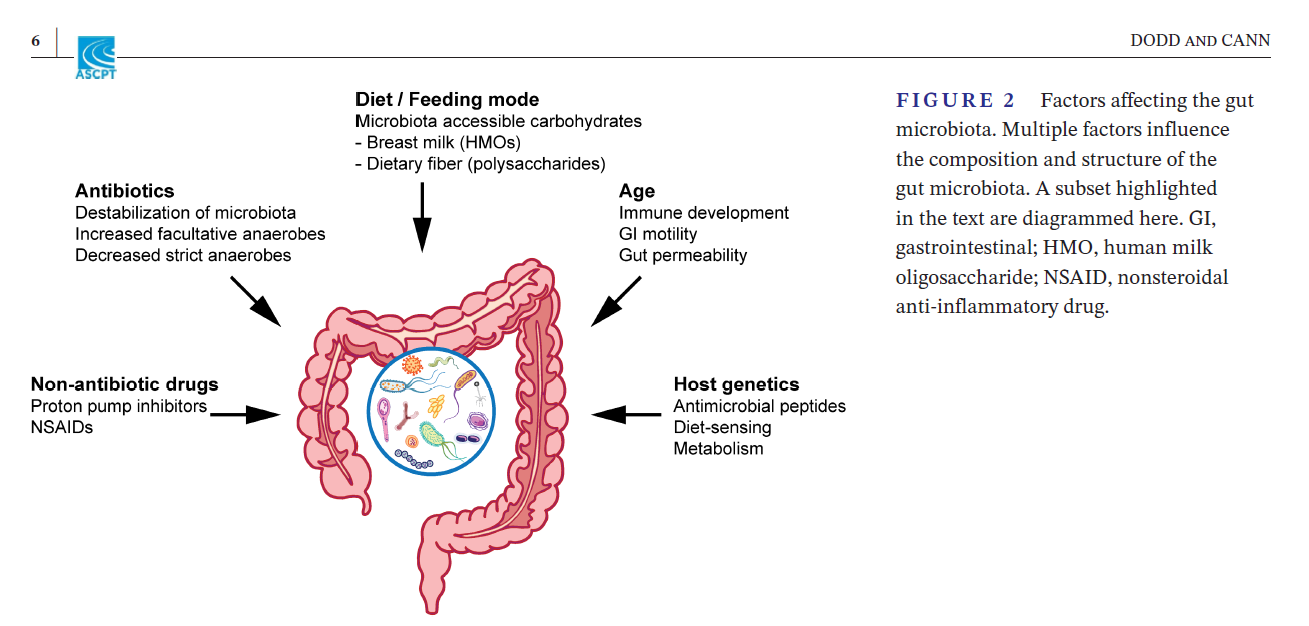 6
ASCPT
DODD AND CANN
Diet / Feeding mode
Microbiota accessible carbohydrates
- Breast milk (HMOs)
- Dietary fiber (polysaccharides)
Antibiotics
Destabilization of microbiota
Increased facultative anaerobes
Decreased strict anaerobes
Age
Immune development
GI motility
Gut permeability
Non-antibiotic drugs
Proton pump inhibitors
NSAIDs
Host genetics
Antimicrobial peptides
Diet-sensing
Metabolism
FIGURE 2 Factors affecting the gut
microbiota. Multiple factors influence
the composition and structure of the
gut microbiota. A subset highlighted
in the text are diagrammed here. GI,
gastrointestinal; HMO, human milk
oligosaccharide; NSAID, nonsteroidal
anti-inflammatory drug.